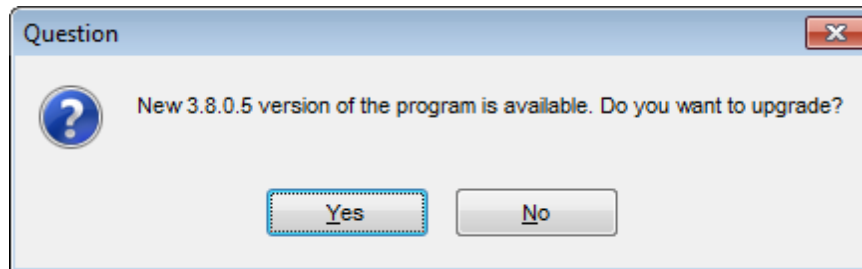 Question
New 3.8.0.5 version of the program is available. Do you want to upgrade?
Yes
No